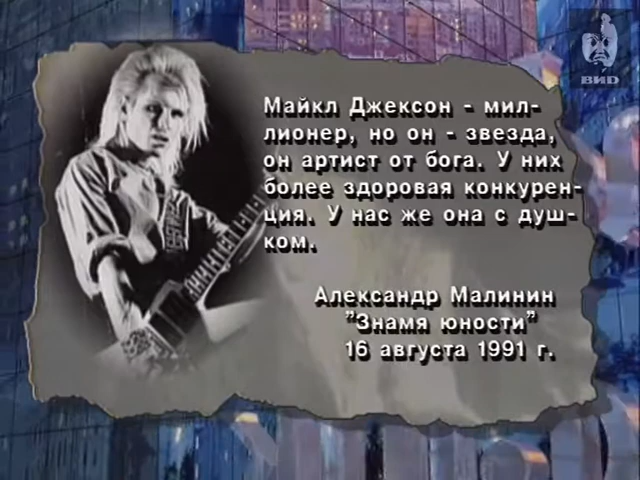 ВИD
Майкл Джексон - мил-
лионер, но он - звезда,
он артист от бога. У них
более здоровая конкурен-
ция. У нас же она с душ-
ком.
Александр Малинин
"Знамя юности"
16 августа 1991 г.